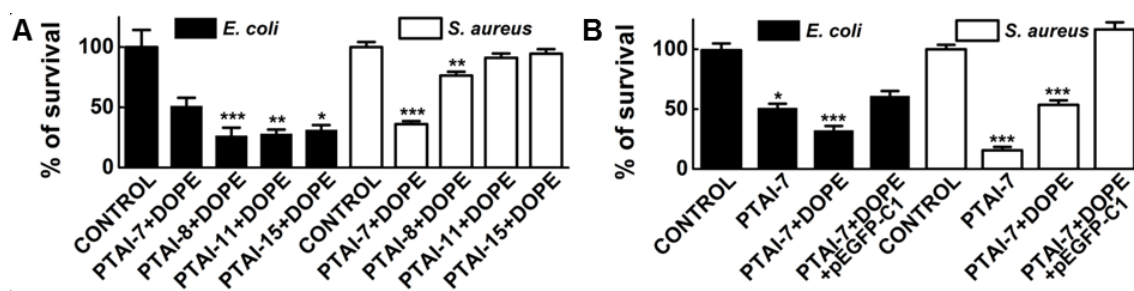 A
E. coli
S. aureus
% of survival
100
50
0
***
**
*
***
**
CONTROL
PTAI-7+DOPE
PTAI-8+DOPE
PTAI-11+DOPE
PTAI-15+DOPE
CONTROL
PTAI-7+DOPE
PTAI-8+DOPE
PTAI-11+DOPE
PTAI-15+DOPE
B
E. coli
S. aureus
% of survival
100
50
0
*
***
***
***
CONTROL
PTAI-7
PTAI-7+DOPE
PTAI-7+DOPE
+pEGFP-C1
CONTROL
PTAI-7
PTAI-7+DOPE
PTAI-7+DOPE
+pEGFP-C1